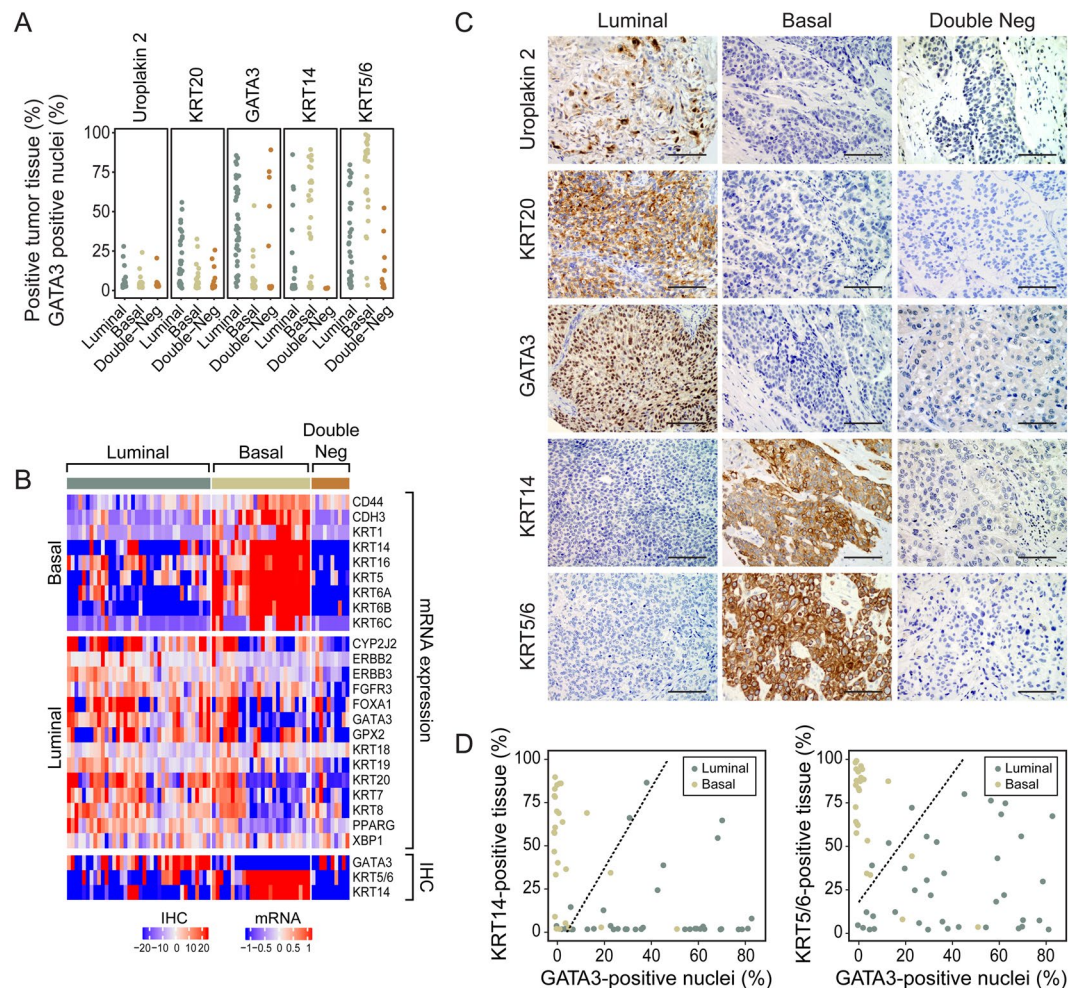 A
Uroplakin 2
KRT20
GATA3
KRT14
KRT5/6
Positive tumor tissue (%)
GATA3 positive nuclei (%)
100
75
50
25
0
Luminal
Basal
Double-Neg
Luminal
Basal
Double-Neg
Luminal
Basal
Double-Neg
Luminal
Basal
Double-Neg
Luminal
Basal
Double-Neg
B
Luminal
Basal
Double
Neg
Basal
CD44
CDH3
KRT1
KRT14
KRT16
KRT5
KRT6A
KRT6B
KRT6C
Luminal
CYP2J2
ERBB2
ERBB3
FGFR3
FOXA1
GATA3
GPX2
KRT18
KRT19
KRT20
KRT7
KRT8
PPARG
XBP1
mRNA expression
GATA3
KRT5/6
KRT14
IHC
IHC
−20−10 0 1020
mRNA
−1−0.5 0 0.5 1
C
Luminal
Basal
Double Neg
Uroplakin 2
KRT20
GATA3
KRT14
KRT5/6
D
KRT14-positive tissue (%)
100
75
50
25
0
Luminal
Basal
0 20 40 60 80
GATA3-positive nuclei (%)
KRT5/6-positive tissue (%)
100
75
50
25
0
Luminal
Basal
0 20 40 60 80
GATA3-positive nuclei (%)